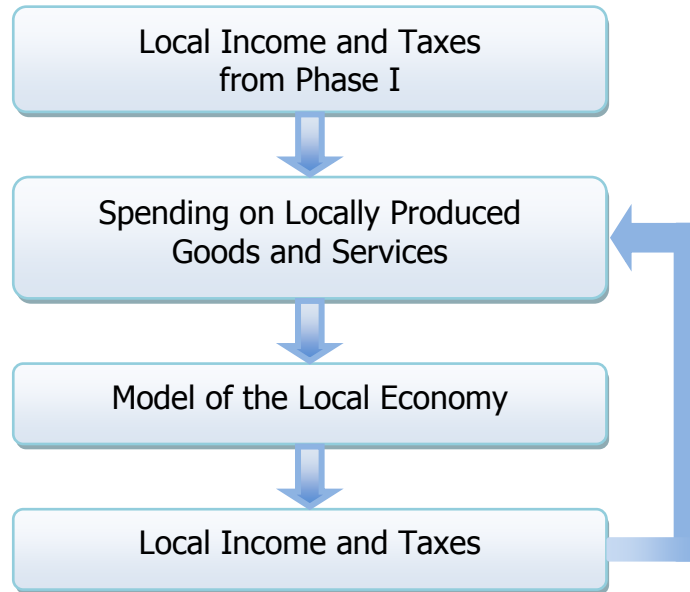 Local Income and Taxes
from Phase I
Spending on Locally Produced
Goods and Services
Model of the Local Economy
Local Income and Taxes